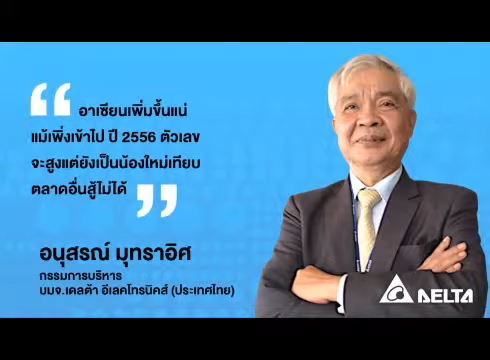 “ อาเซียนเพิ่มขึ้นแน่
แม้เพิ่งเข้าไป ปี 2556 ตัวเลข
จะสูงแต่ยังเป็นน้องใหม่เทียบ
ตลาดอื่นสู้ไม่ได้ ”
อนุสรณ์ มุทราอิศ
กรรมการบริหาร
บมจ.เดลต้า อีเลคโทรนิคส์ (ประเทศไทย)
DELTA